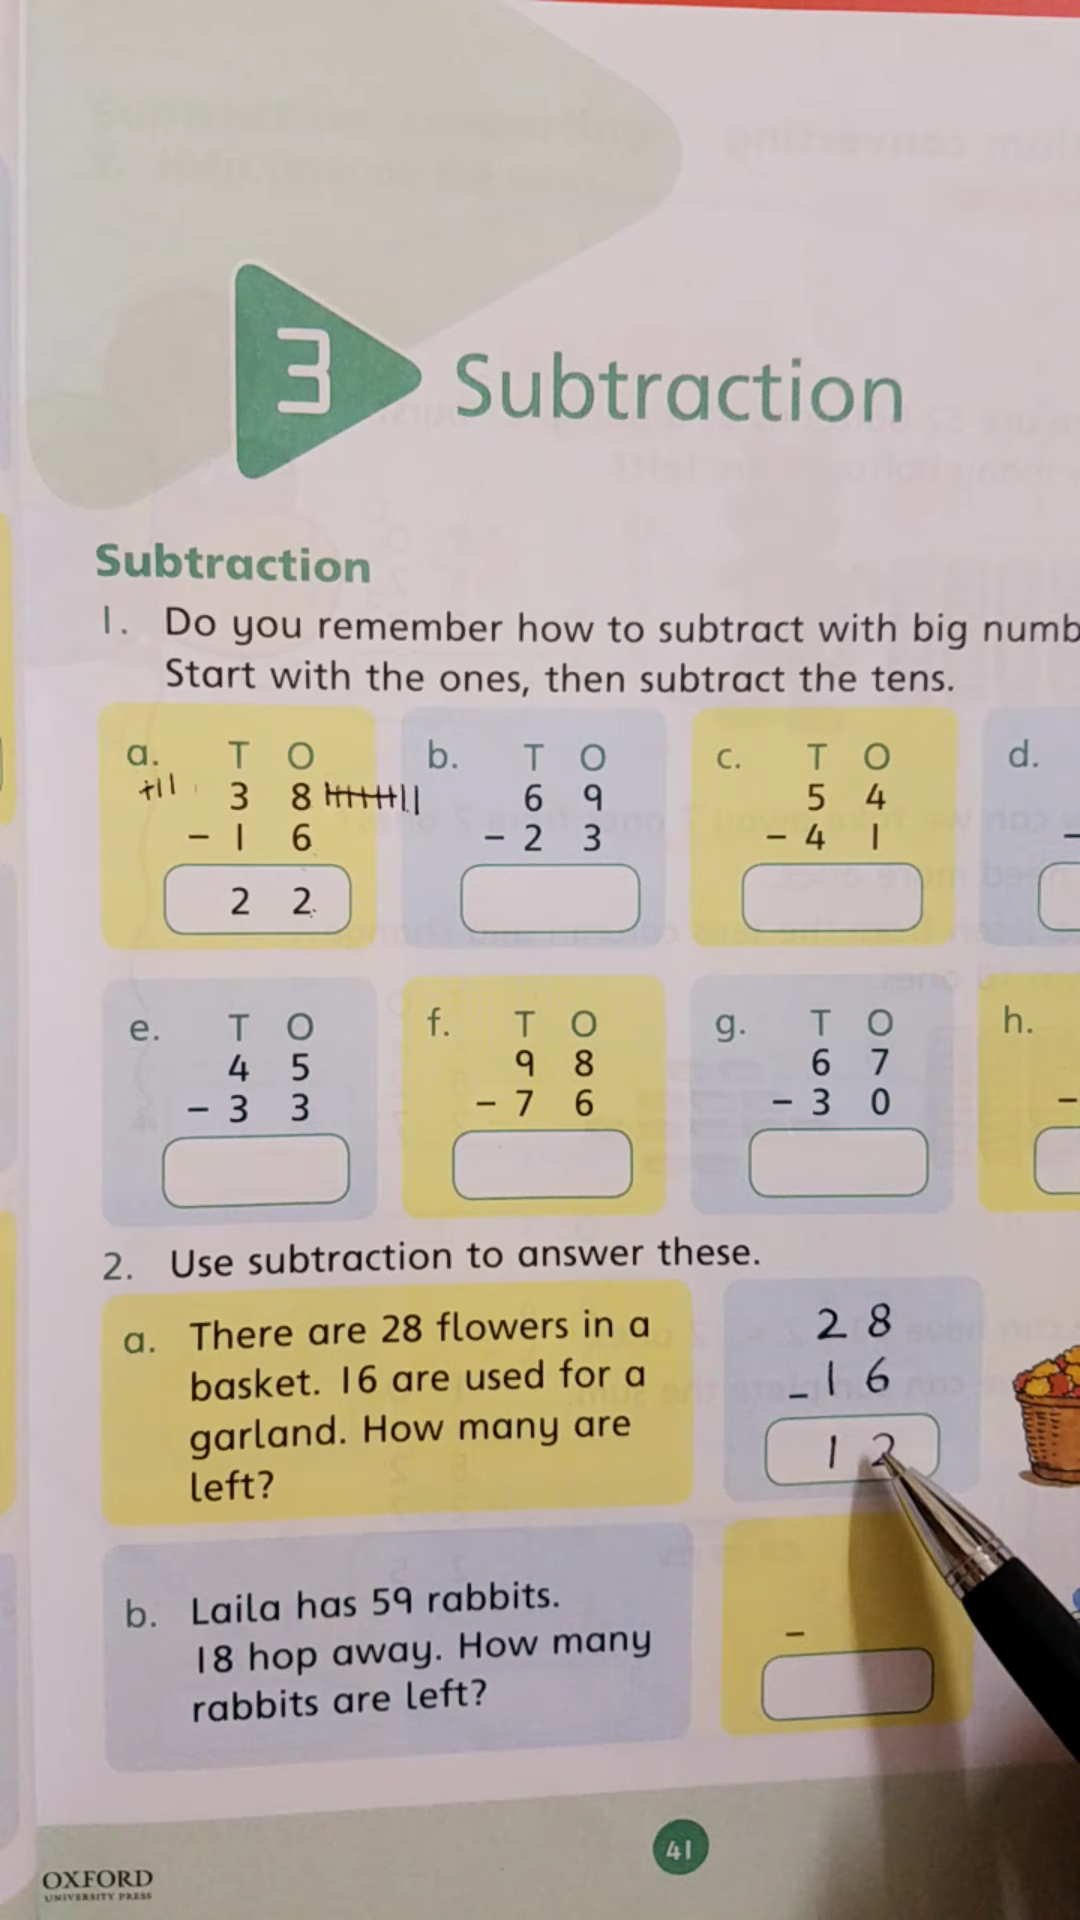 3
Subtraction
Subtraction
1. Do you remember how to subtract with big numb
Start with the ones, then subtract the tens.
a. T O
3 8
- 1 6
2 2
b. T O
6 9
- 2 3
c. T O
5 4
- 4 1
d.
-
e. T O
4 5
- 3 3
f. T O
9 8
- 7 6
g. T O
6 7
- 3 0
h.
-
2. Use subtraction to answer these.
a. There are 28 flowers in a
basket. 16 are used for a
garland. How many are
left?
2 8
- 1 6
1 2
b. Laila has 59 rabbits.
18 hop away. How many
rabbits are left?
-
41
OXFORD
UNIVERSITY PRESS